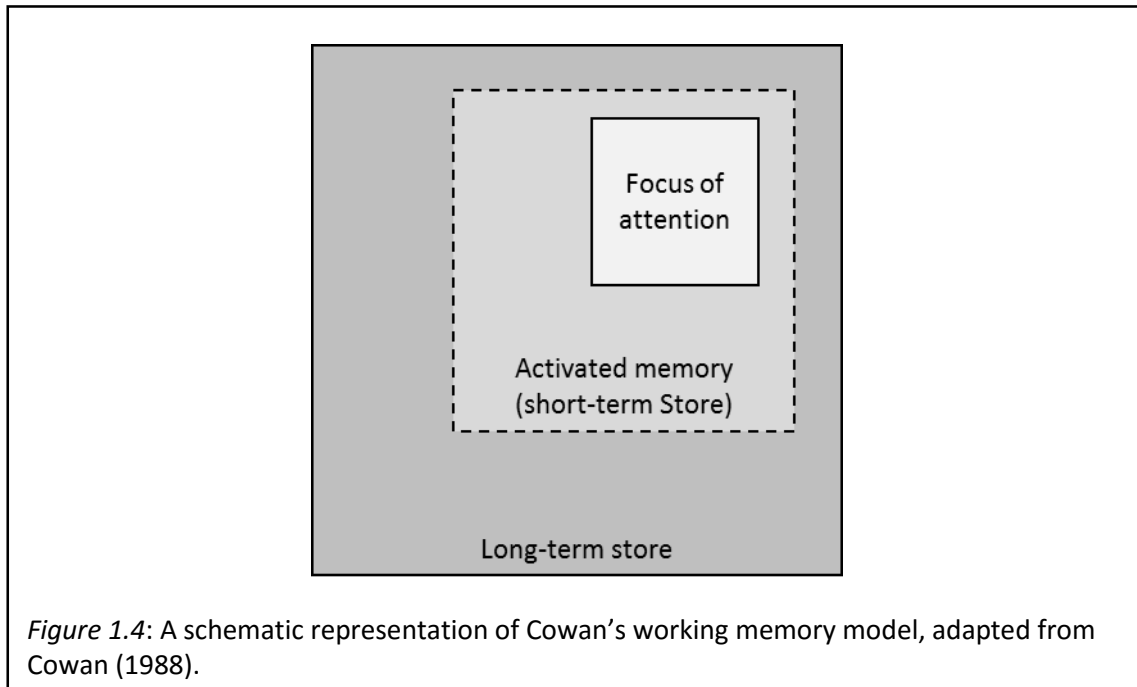 Focus of
attention
Activated memory
(short-term Store)
Long-term store
Figure 1.4: A schematic representation of Cowan’s working memory model, adapted from
Cowan (1988).